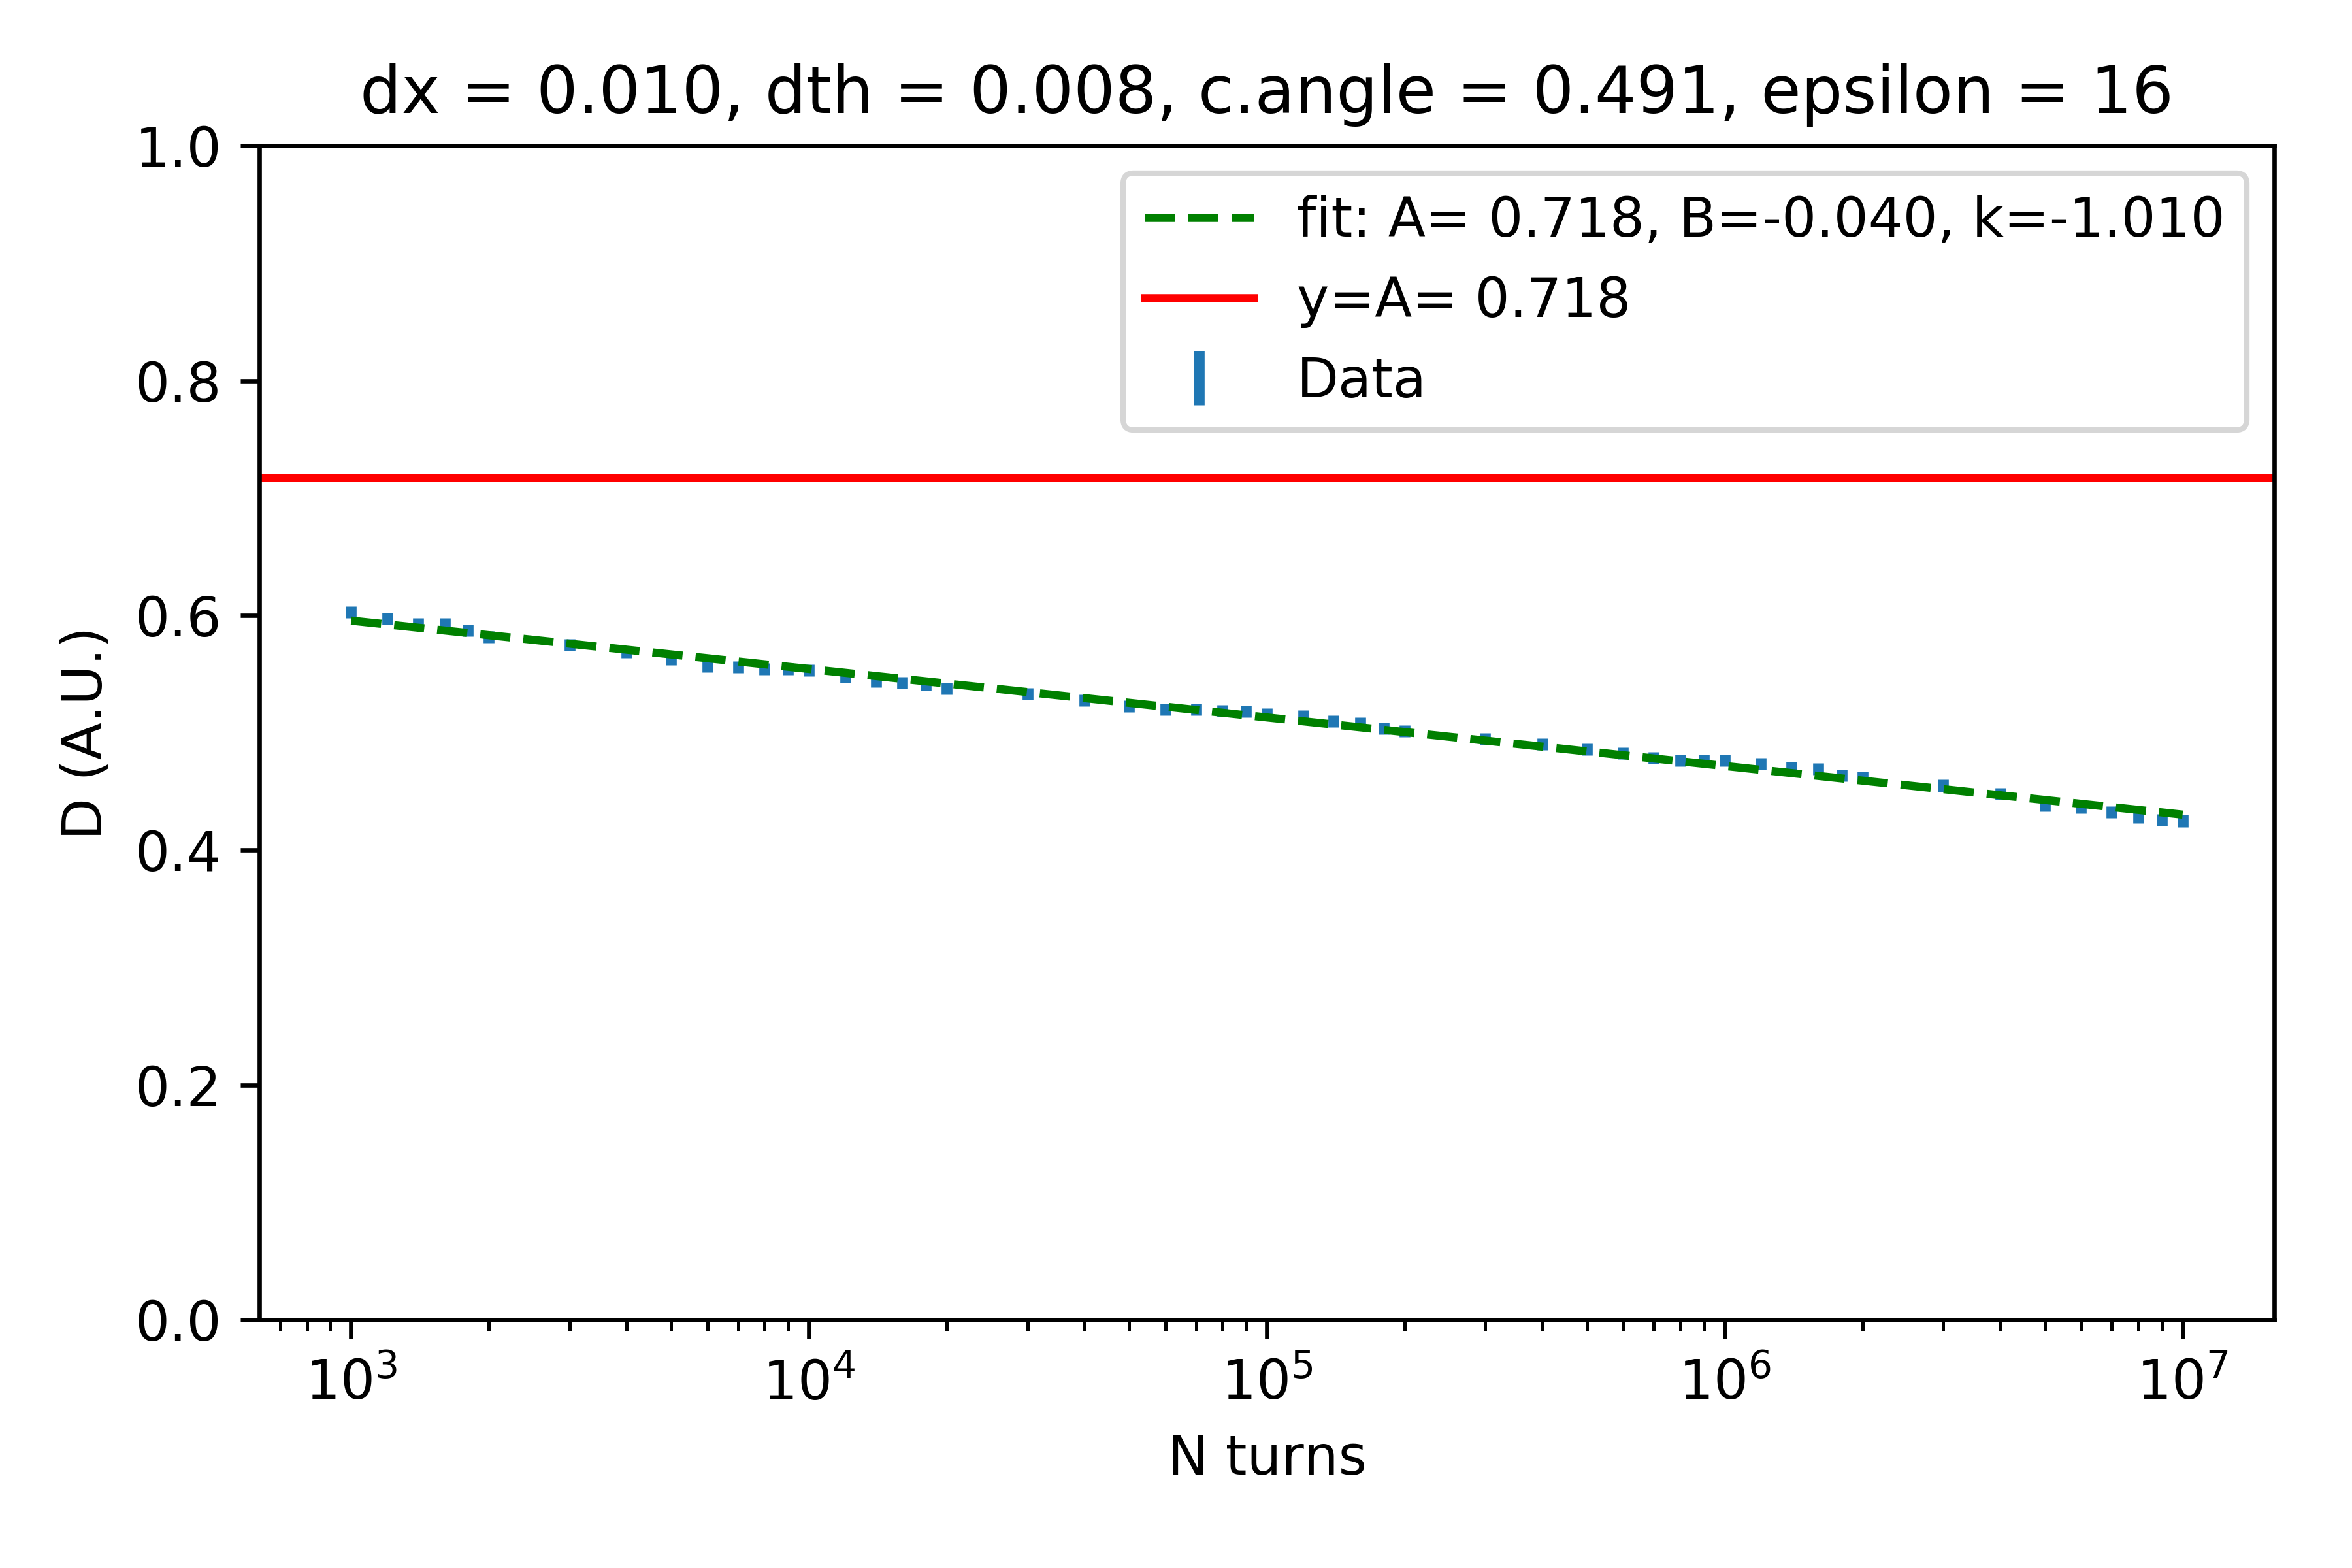 dx = 0.010, dth = 0.008, c.angle = 0.491, epsilon = 16
fit: A= 0.718, B=-0.040, k=-1.010
y=A= 0.718
Data
D (A.U.)
1.0
0.8
0.6
0.4
0.2
0.0
10³ 10⁴ 10⁵ 10⁶ 10⁷
N turns